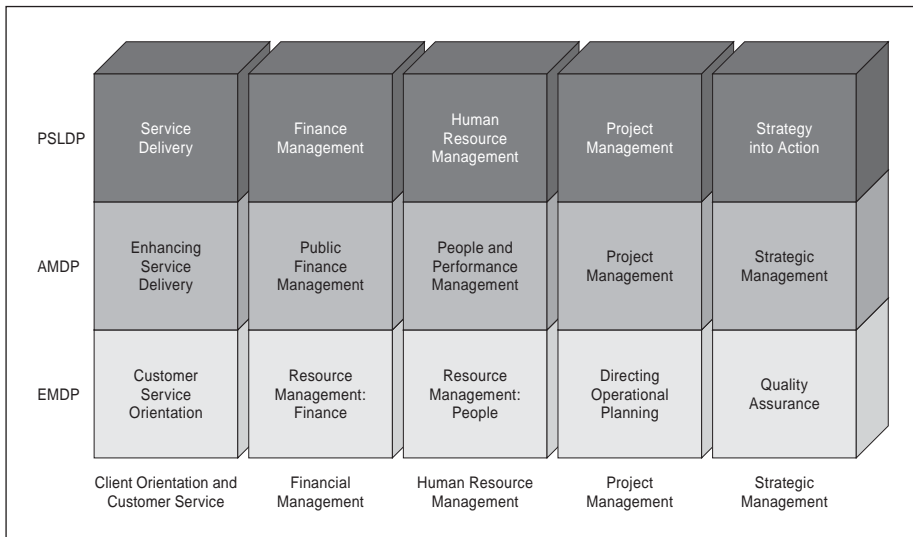 PSLDP
Service
Delivery
Finance
Management
Human
Resource
Management
Project
Management
Strategy
into Action
AMDP
Enhancing
Service
Delivery
Public
Finance
Management
People and
Performance
Management
Project
Management
Strategic
Management
EMDP
Customer
Service
Orientation
Resource
Management:
Finance
Resource
Management:
People
Directing
Operational
Planning
Quality
Assurance
Client Orientation and
Customer Service
Financial
Management
Human Resource
Management
Project
Management
Strategic
Management